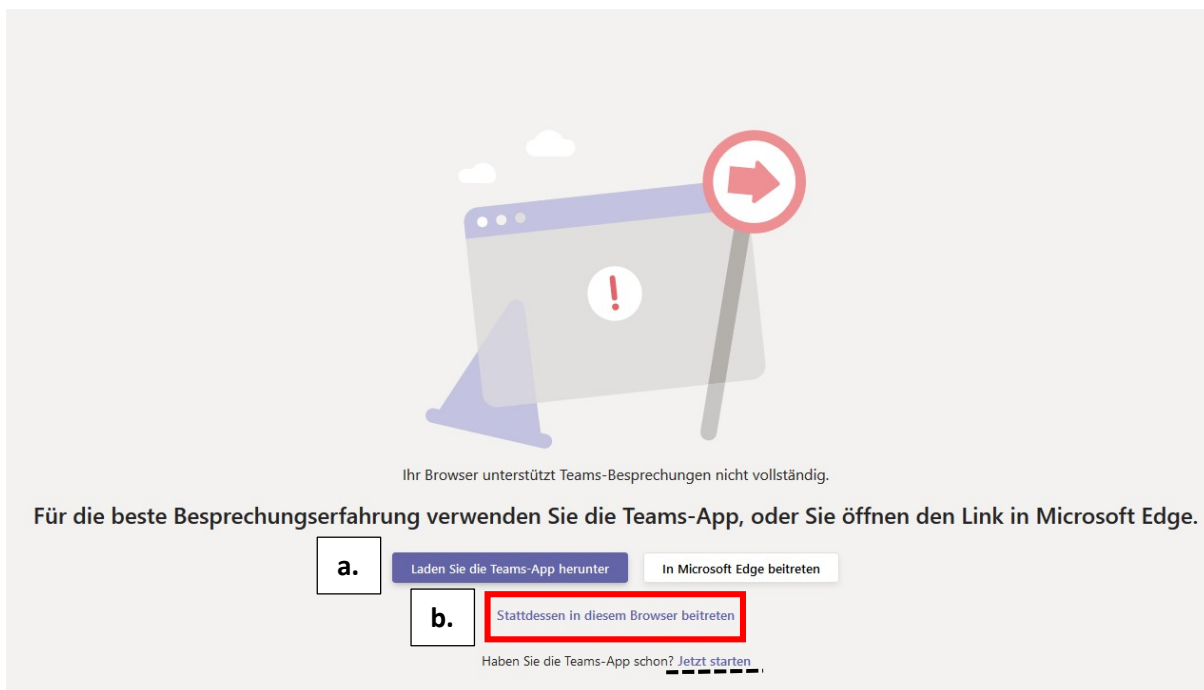 Ihr Browser unterstützt Teams-Besprechungen nicht vollständig.
Für die beste Besprechungserfahrung verwenden Sie die Teams-App, oder Sie öffnen den Link in Microsoft Edge.
a. Laden Sie die Teams-App herunter In Microsoft Edge beitreten
b. Stattdessen in diesem Browser beitreten
Haben Sie die Teams-App schon? Jetzt starten